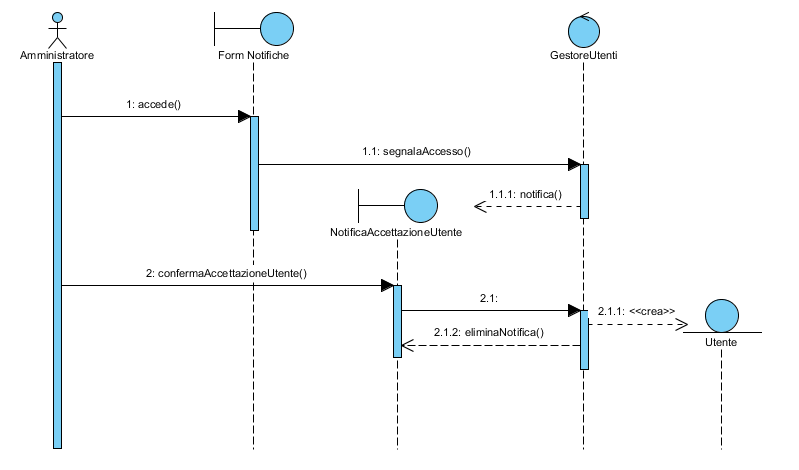 Amministratore
Form Notifiche
GestoreUtenti
1: accede()
1.1: segnalaAccesso()
1.1.1: notifica()
NotificaAccettazioneUtente
2: confermaAccettazioneUtente()
2.1:
2.1.1: <<crea>>
2.1.2: eliminaNotifica()
Utente